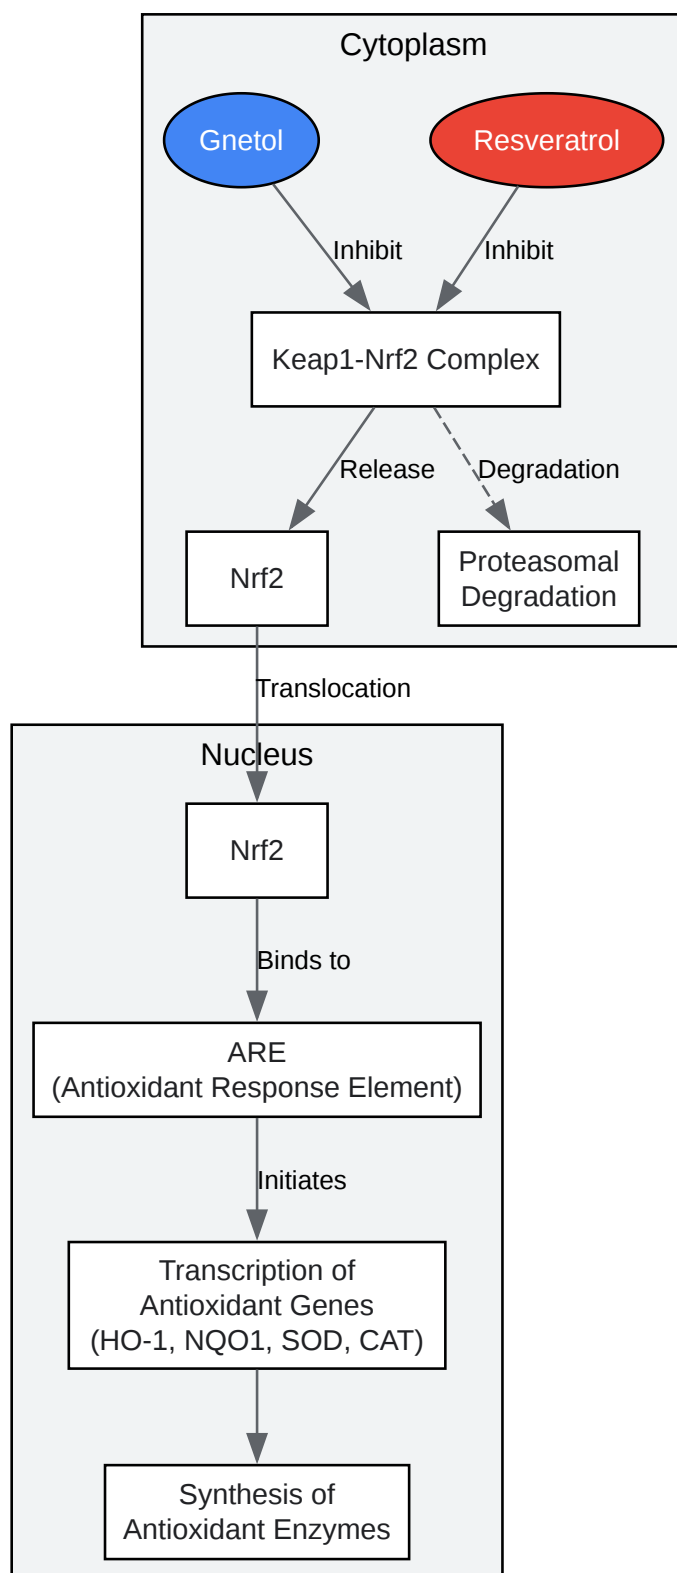 Cytoplasm
Gnetol
Resveratrol
Inhibit
Inhibit
Keap1-Nrf2 Complex
Release
Degradation
Nrf2
Proteasomal
Degradation
Translocation
Nucleus
Nrf2
Binds to
ARE
(Antioxidant Response Element)
Initiates
Transcription of
Antioxidant Genes
(HO-1, NQO1, SOD, CAT)
Synthesis of
Antioxidant Enzymes